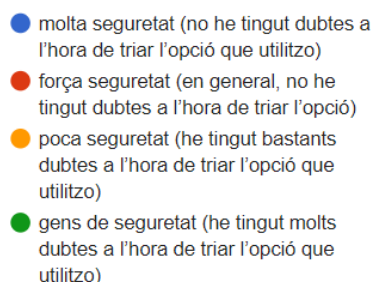 molta seguretat (no he tingut dubtes a
l’hora de triar l’opció que utilitzo)
força seguretat (en general, no he
tingut dubtes a l’hora de triar l’opció)
poca seguretat (he tingut bastants
dubtes a l’hora de triar l’opció que
utilitzo)
gens de seguretat (he tingut molts
dubtes a l’hora de triar l’opció que
utilitzo)